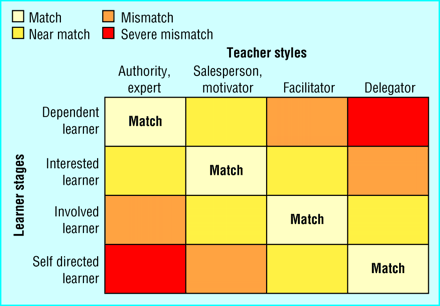 Match
Mismatch
Near match
Severe mismatch
Teacher styles
Authority,
expert
Salesperson,
motivator
Facilitator
Delegator
Learner stages
Dependent
learner
Match
Interested
learner
Match
Involved
learner
Match
Self directed
learner
Match